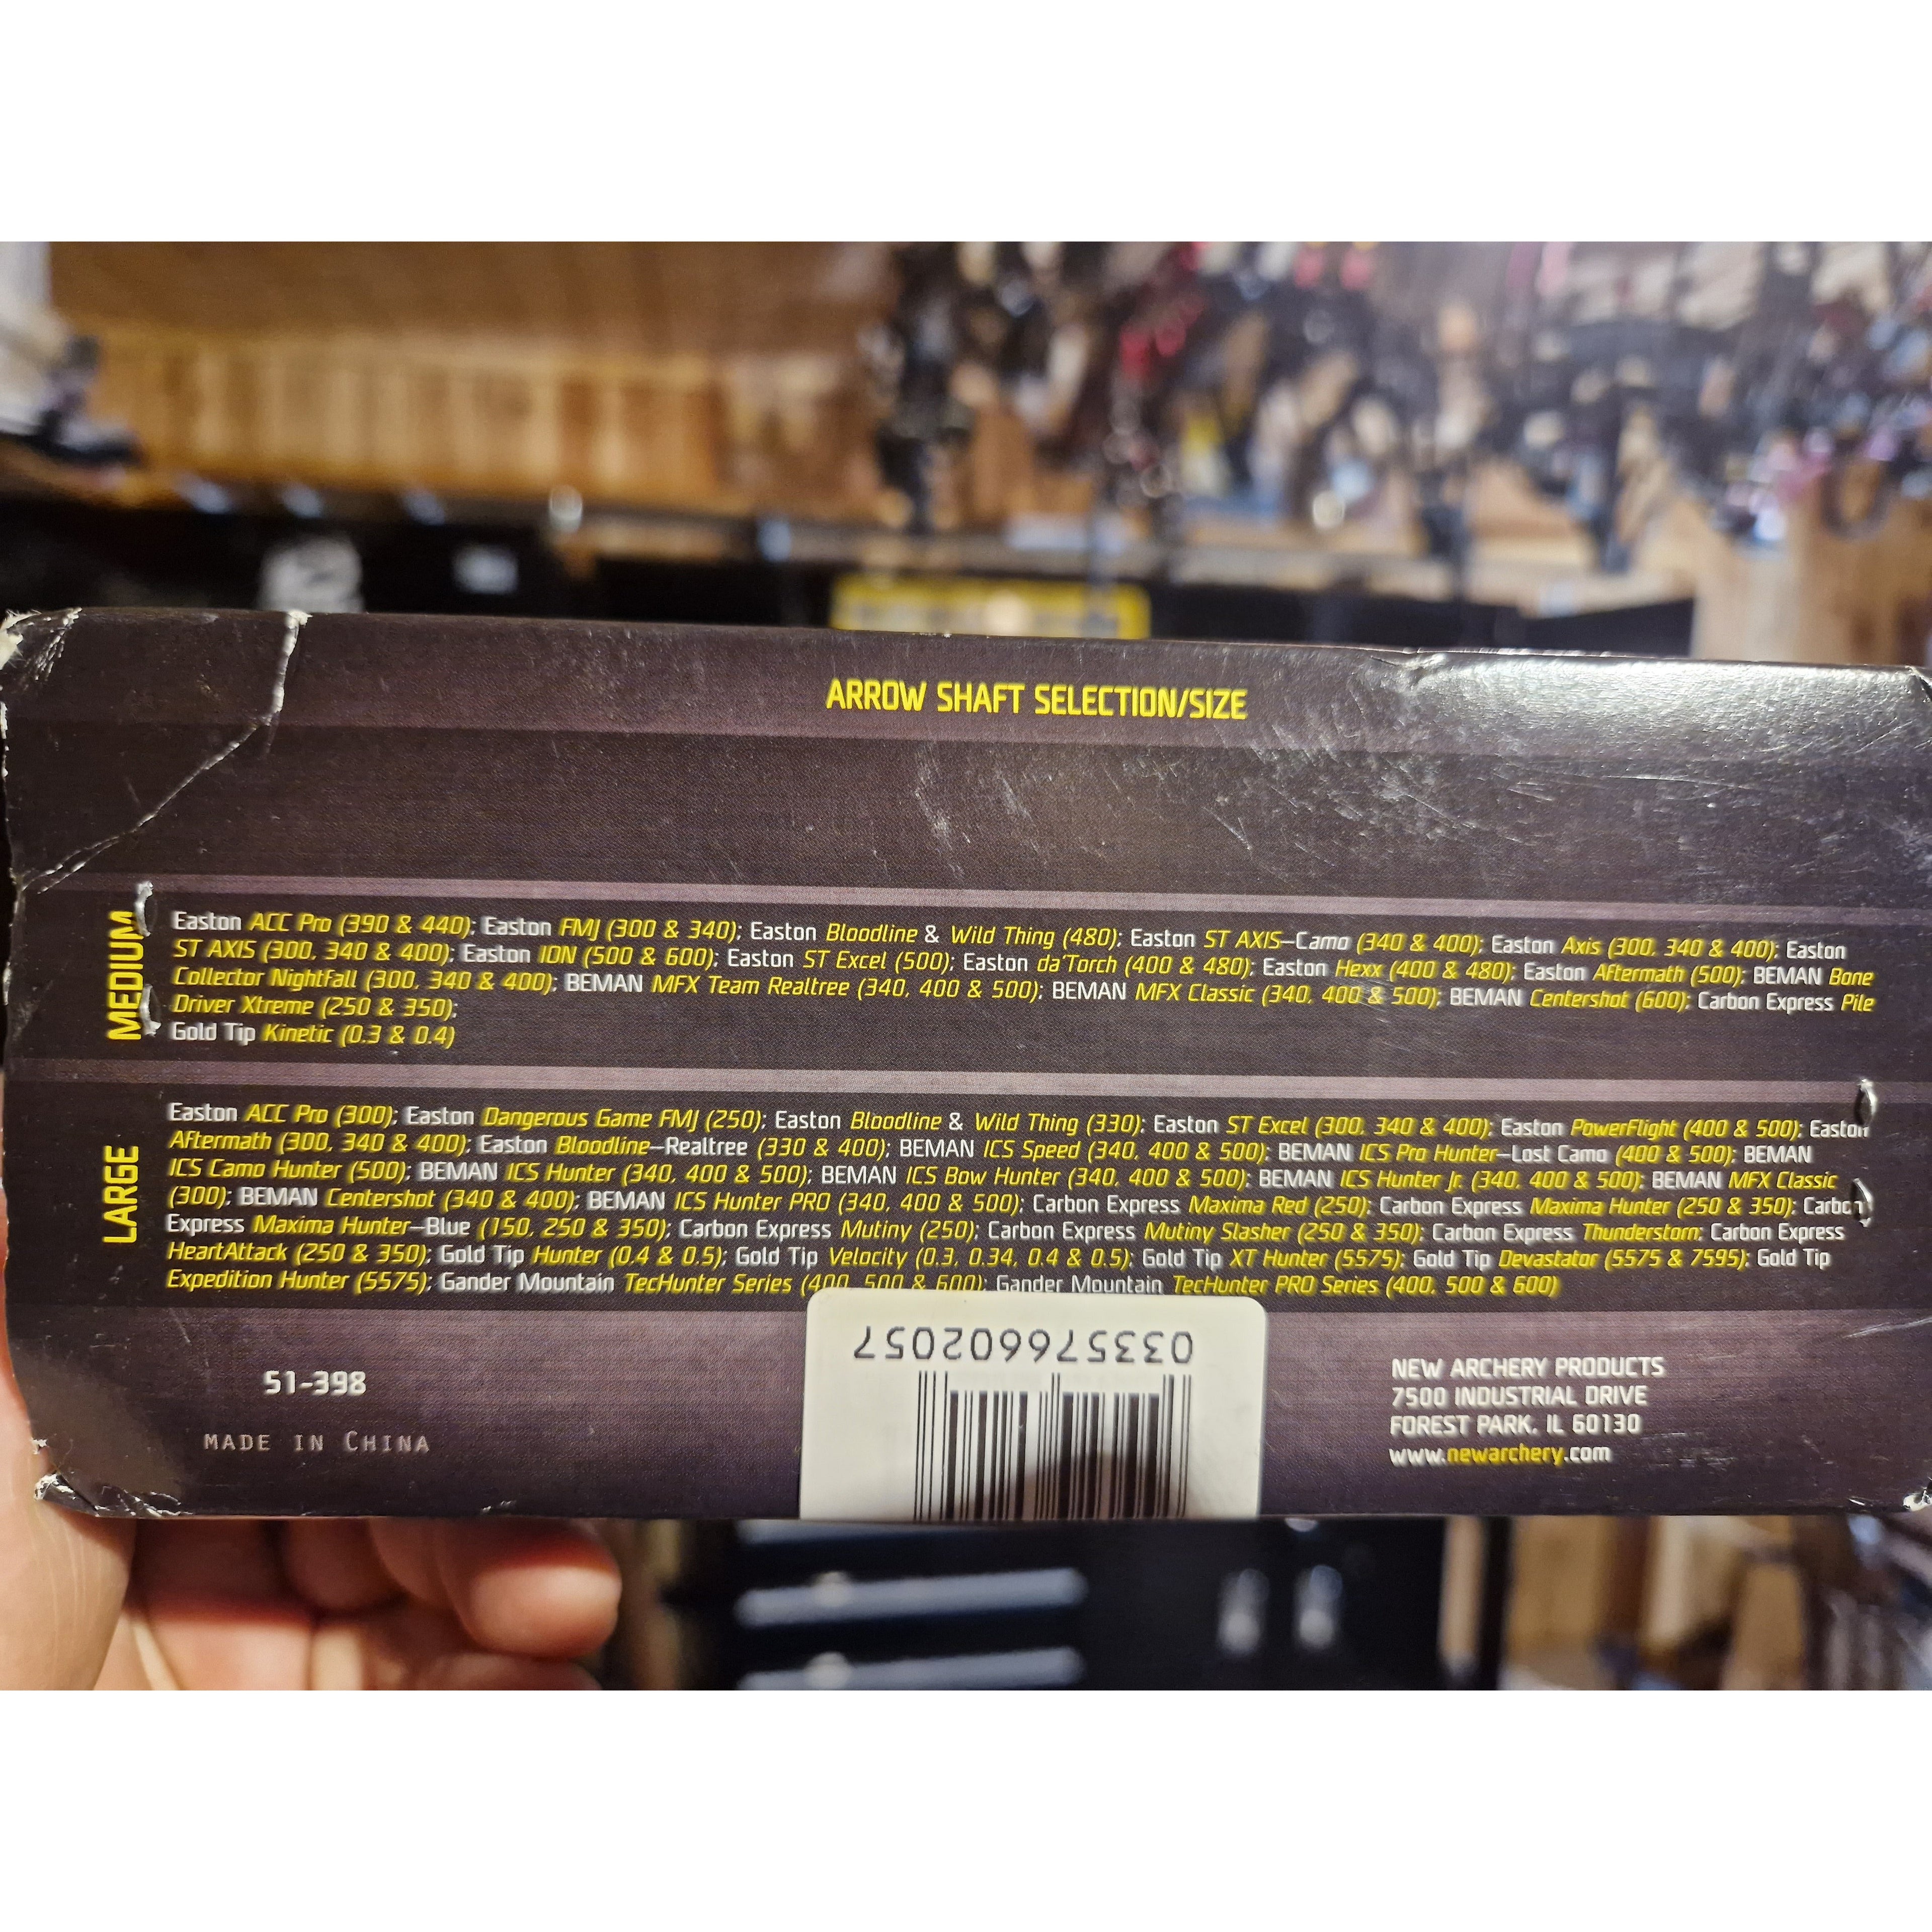 ARROW SHAFT SELECTION/SIZE
MEDIUM
Easton ACC Pro (390 & 440); Easton FMJ (300 & 340); Easton Bloodline & Wild Thing (480); Easton ST AXIS–Camo (340 & 400); Easton Axis (300, 340 & 400); Easton
ST AXIS (300, 340 & 400); Easton ION (500 & 600); Easton ST Excel (500); Easton da'Torch (400 & 480); Easton Hexx (400 & 480); Easton Aftermath (500); BEMAN Bone
Collector NightFall (300, 340 & 400); BEMAN MFX Team Realtree (340, 400 & 500); BEMAN MFX Classic (340, 400 & 500); BEMAN Centershot (600); Carbon Express Pile
Driver Xtreme (250 & 350);
Gold Tip Kinetic (0.3 & 0.4)
LARGE
Easton ACC Pro (300); Easton Dangerous Game FMJ (250); Easton Bloodline & Wild Thing (330); Easton ST Excel (300, 340 & 400); Easton PowerFlight (400 & 500); Easton
Aftermath (300, 340 & 400); Easton Bloodline–Realtree (330 & 400); BEMAN ICS Speed (340, 400 & 500); BEMAN ICS Pro Hunter–Lost Camo (400 & 500); BEMAN
ICS Camo Hunter (500); BEMAN ICS Hunter (340, 400 & 500); BEMAN ICS Bow Hunter (340, 400 & 500); BEMAN ICS Hunter Jr. (340, 400 & 500); BEMAN MFX Classic
(300); BEMAN Centershot (340 & 400); BEMAN ICS Hunter PRO (340, 400 & 500); Carbon Express Maxima Red (250); Carbon Express Maxima Hunter (250 & 350); Carbon
Express Maxima Hunter–Blue (150, 250 & 350); Carbon Express Mutiny (250); Carbon Express Mutiny Slasher (250 & 350); Carbon Express Thunderstorm; Carbon Express
HeartAttack (250 & 350); Gold Tip Hunter (0.4 & 0.5); Gold Tip Velocity (0.3, 0.34, 0.4 & 0.5); Gold Tip XT Hunter (5575); Gold Tip Devastator (5575 & 7595); Gold Tip
Expedition Hunter (5575); Gander Mountain TecHunter Series (400, 500 & 600); Gander Mountain TecHunter PRO Series (400, 500 & 600)
033576602057
51-398
MADE IN CHINA
NEW ARCHERY PRODUCTS
7500 INDUSTRIAL DRIVE
FOREST PARK, IL 60130
www.newarchery.com